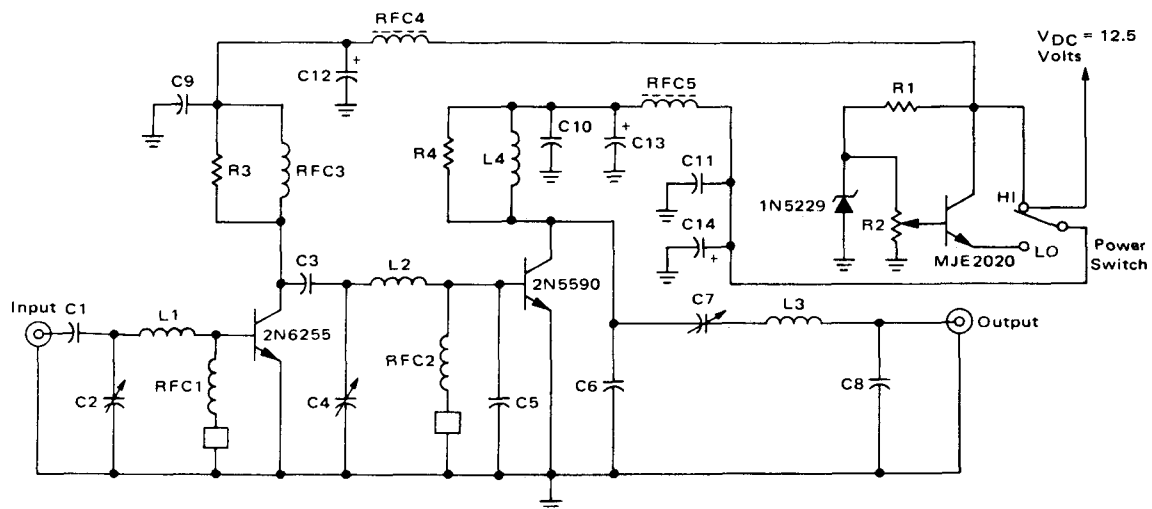 RFC4
V DC = 12.5
Volts
C9
C12
+
RFC5
R1
R3
RFC3
R4
L4
C10
+
C13
C11
1N5229
R2
HI
LO
C14
+
MJE2020
Power
Switch
C3
L2
2N5590
Input
C1
L1
2N6255
C7
L3
Output
RFC1
RFC2
C2
C4
C5
C6
C8